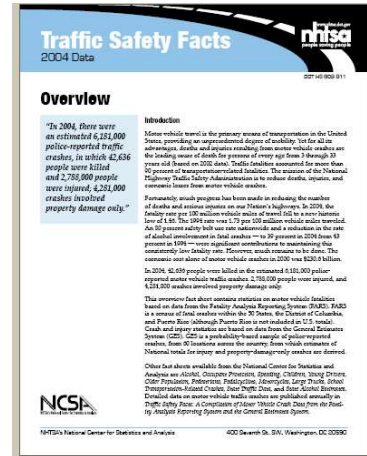 www.nhtsa.dot.gov
Traffic Safety Facts
2004 Data
nhtsa
people saving people
DOT HS 809 911
Overview
"In 2004, there were
an estimated 6,181,000
police-reported traffic
crashes, in which 42,636
people were killed
and 2,788,000 people
were injured; 4,281,000
crashes involved
property damage only."
Introduction
Motor vehicle travel is the primary means of transportation in the United
States, providing an unprecedented degree of mobility. Yet for all its
advantages, deaths and injuries resulting from motor vehicle crashes are
the leading cause of death for persons of every age from 3 through 33
years old (based on 2002 data). Traffic fatalities accounted for more than
90 percent of transportation-related fatalities. The mission of the National
Highway Traffic Safety Administration is to reduce deaths, injuries, and
economic losses from motor vehicle crashes.
Fortunately, much progress has been made in reducing the number
of deaths and serious injuries on our Nation's highways. In 2004, the
fatality rate per 100 million vehicle miles of travel fell to a new historic
low of 1.46. The 1994 rate was 1.73 per 100 million vehicle miles traveled.
An 80 percent safety belt use rate nationwide and a reduction in the rate
of alcohol involvement in fatal crashes — to 39 percent in 2004 from 43
percent in 1994 — were significant contributions to maintaining this
consistently low fatality rate. However, much remains to be done. The
economic cost alone of motor vehicle crashes in 2000 was $230.6 billion.
In 2004, 42,636 people were killed in the estimated 6,181,000 police-
reported motor vehicle traffic crashes, 2,788,000 people were injured, and
4,281,000 crashes involved property damage only.
This overview fact sheet contains statistics on motor vehicle fatalities
based on data from the Fatality Analysis Reporting System (FARS). FARS
is a census of fatal crashes within the 50 States, the District of Columbia,
and Puerto Rico (although Puerto Rico is not included in U.S. totals).
Crash and injury statistics are based on data from the General Estimates
System (GES). GES is a probability-based sample of police-reported
crashes, from 60 locations across the country, from which estimates of
National totals for injury and property-damage-only crashes are derived.
Other fact sheets available from the National Center for Statistics and
Analysis are Alcohol, Occupant Protection, Speeding, Children, Young Drivers,
Older Population, Pedestrians, Pedalcyclists, Motorcycles, Large Trucks, School
Transportation-Related Crashes, State Traffic Data, and State Alcohol Estimates.
Detailed data on motor vehicle traffic crashes are published annually in
Traffic Safety Facts: A Compilation of Motor Vehicle Crash Data from the Fatal-
ity Analysis Reporting System and the General Estimates System.
NCSA
NHTSA's National Center for Statistics and Analysis
400 Seventh St., SW., Washington, DC 20590